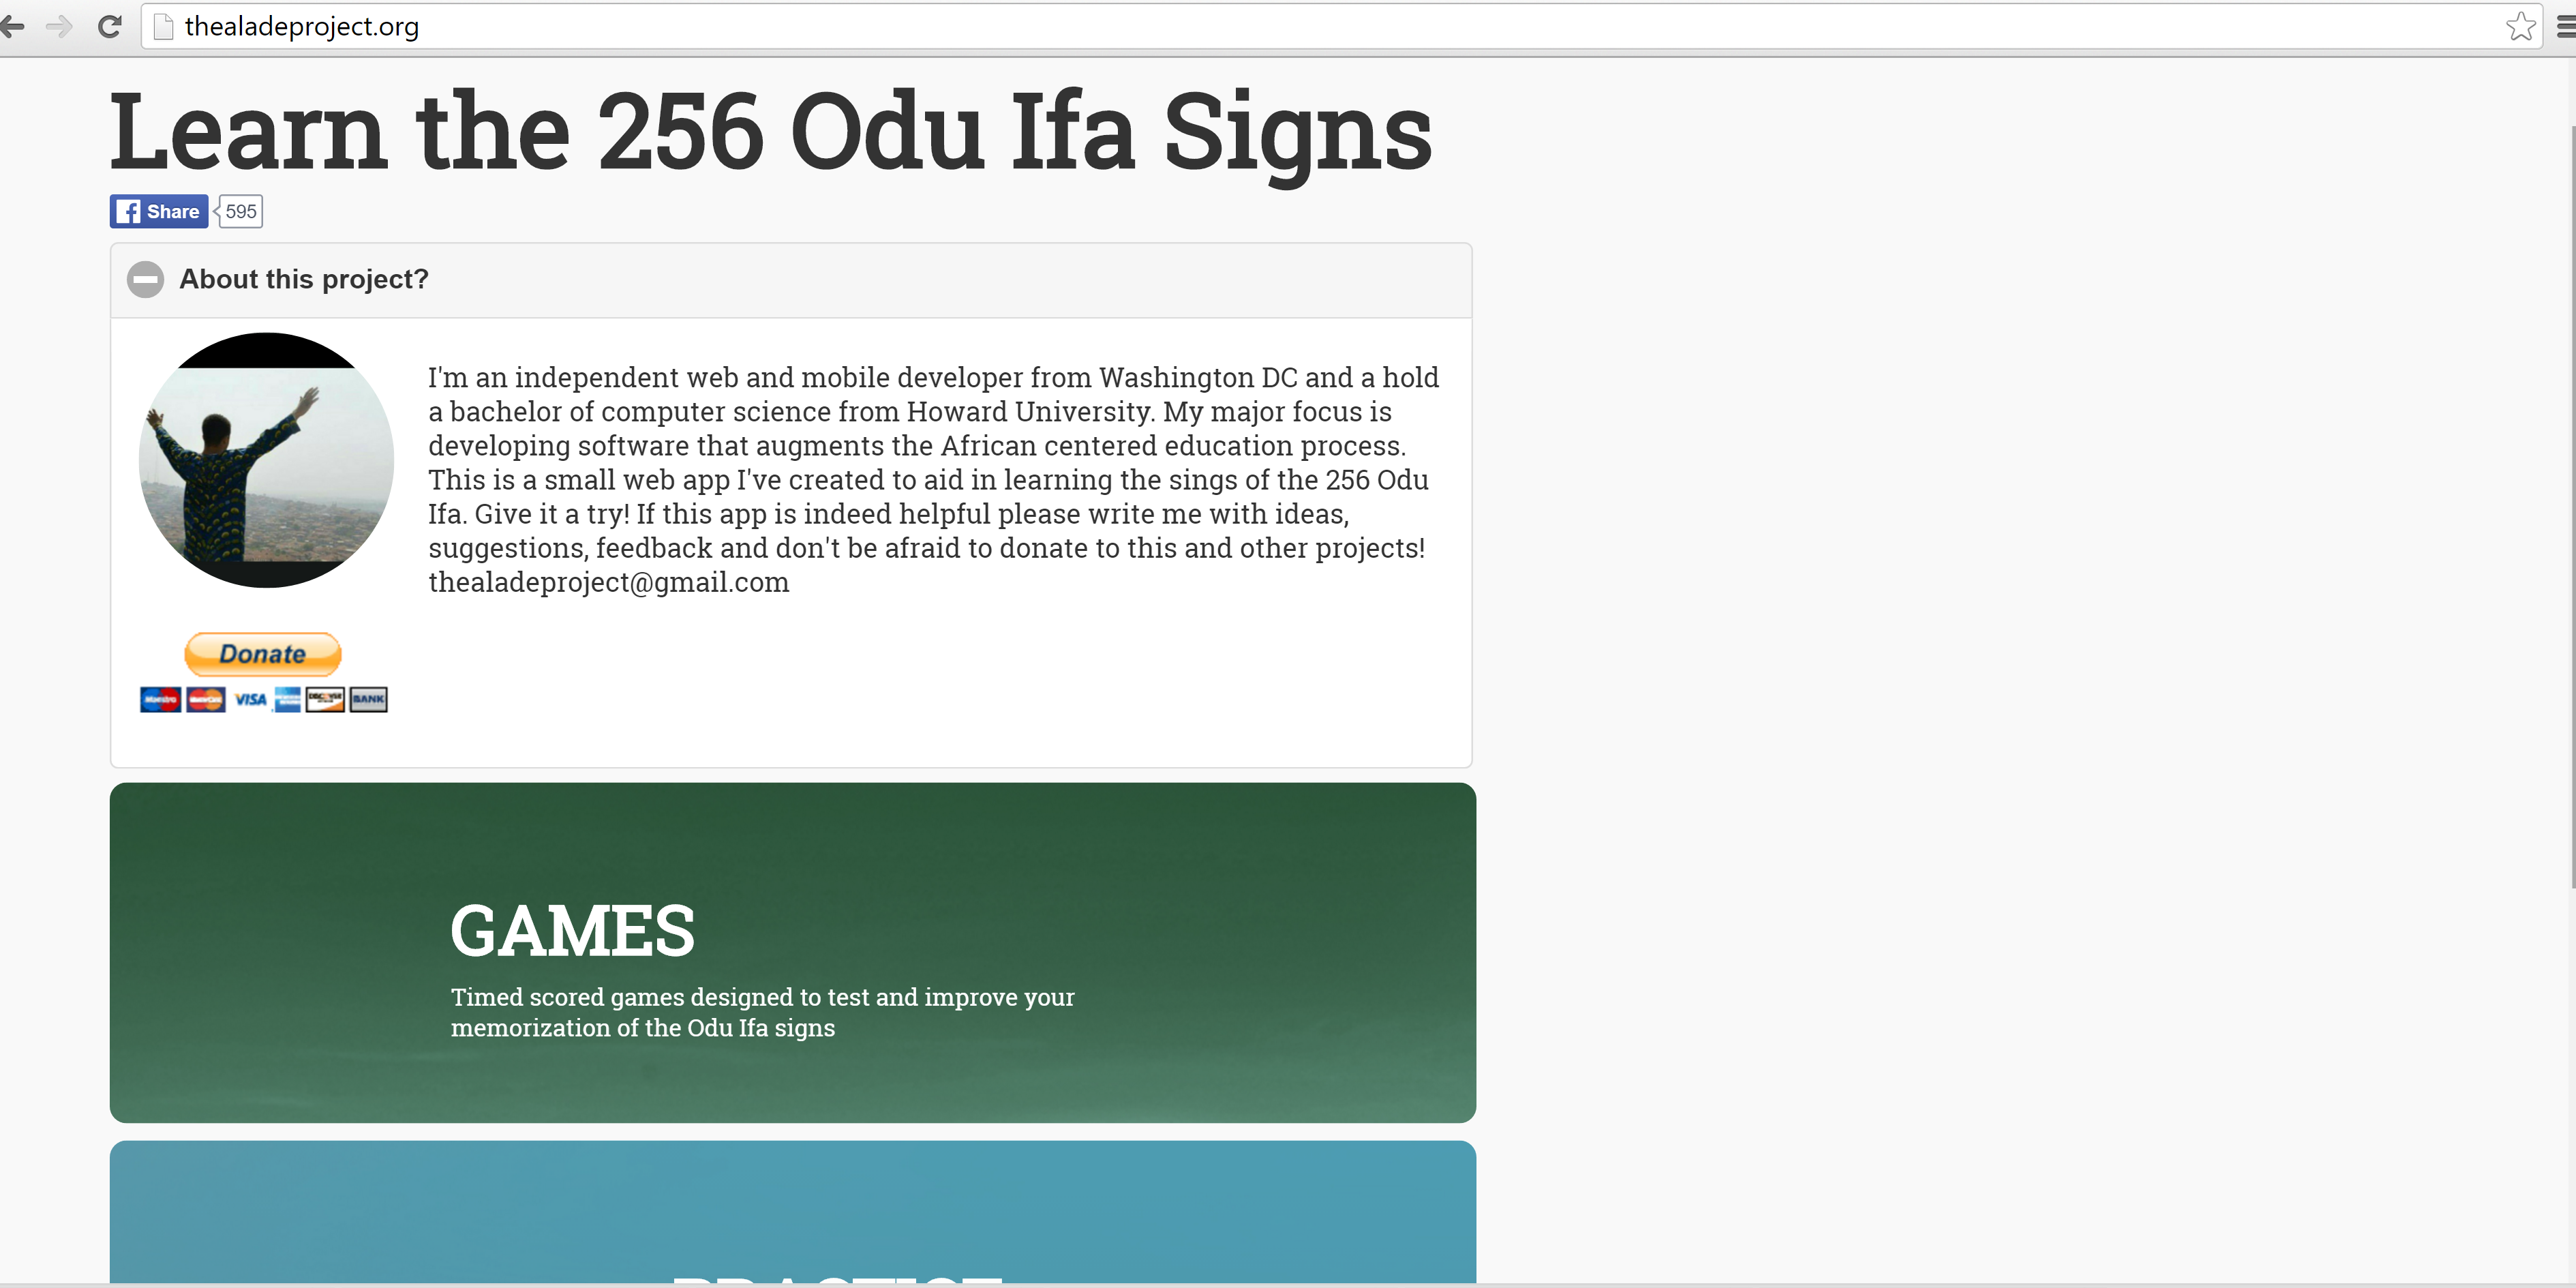 thealadeproject.org
Learn the 256 Odu Ifa Signs
Share 595
About this project?
I'm an independent web and mobile developer from Washington DC and a hold
a bachelor of computer science from Howard University. My major focus is
developing software that augments the African centered education process.
This is a small web app I've created to aid in learning the sings of the 256 Odu
Ifa. Give it a try! If this app is indeed helpful please write me with ideas,
suggestions, feedback and don't be afraid to donate to this and other projects!
thealadeproject@gmail.com
Donate
Maestro MasterCard VISA DISCOVER BANK
GAMES
Timed scored games designed to test and improve your
memorization of the Odu Ifa signs
PRACTICE